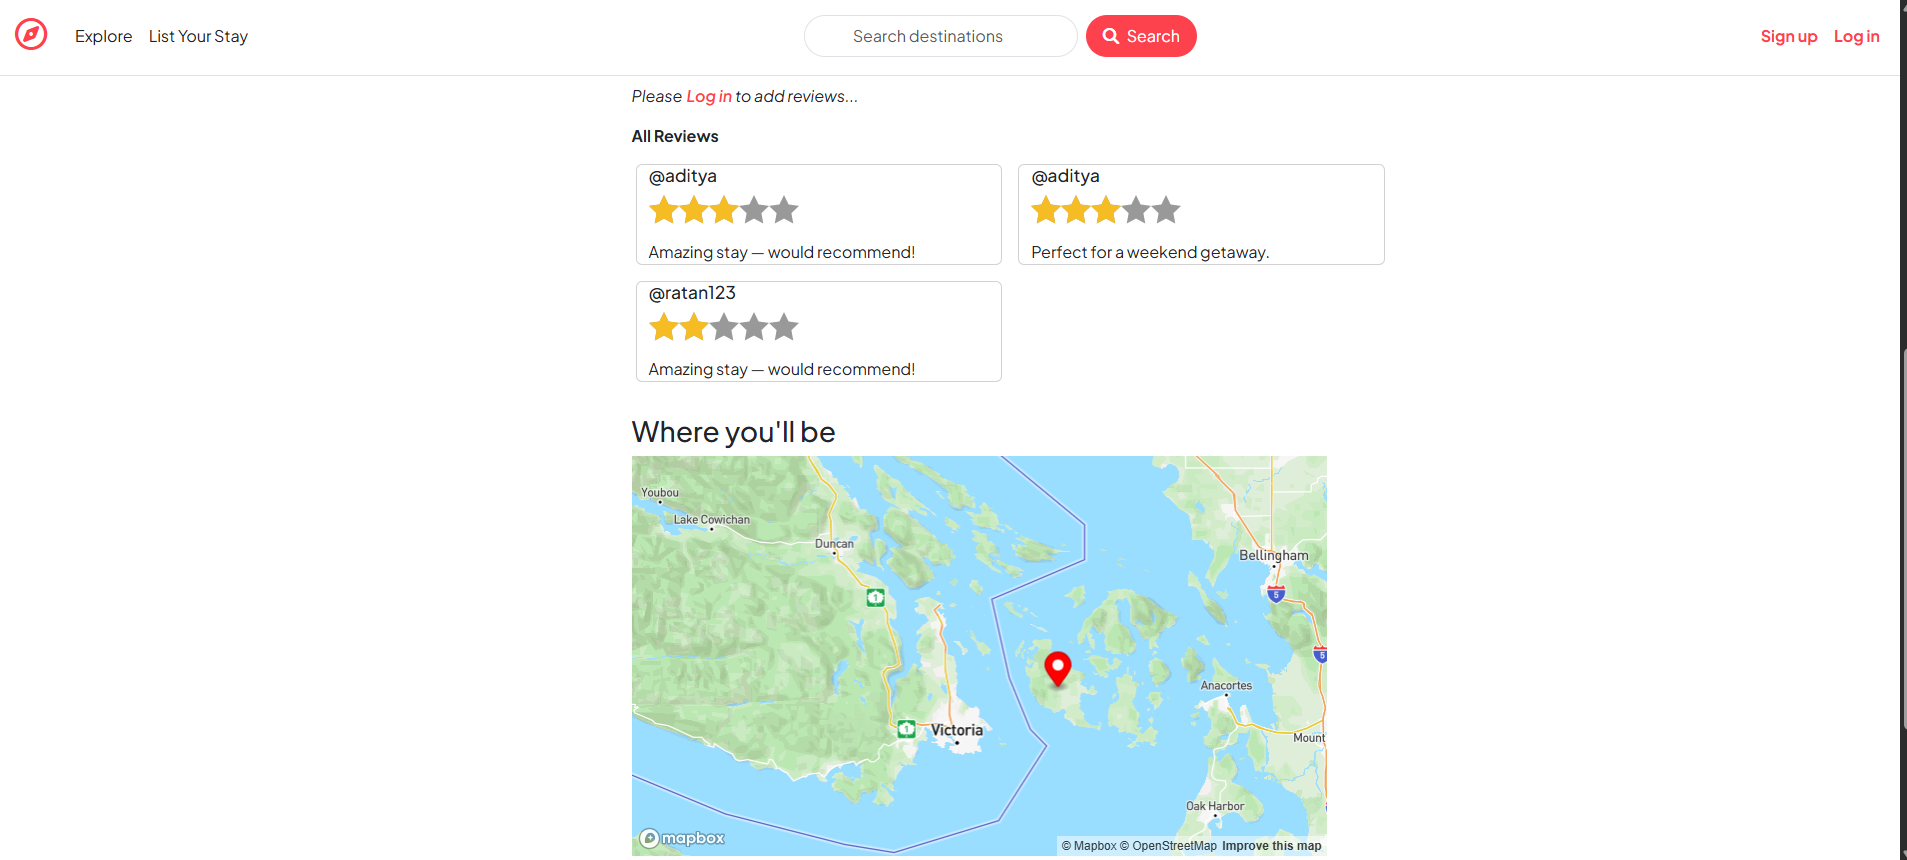 Explore List Your Stay Search destinations Search Sign up Log in
Please Log in to add reviews...
All Reviews
@aditya
Amazing stay — would recommend!
@aditya
Perfect for a weekend getaway.
@ratan123
Amazing stay — would recommend!
Where you'll be
Youbou
Lake Cowichan
Duncan
Bellingham
1
5
5
Anacortes
1
Victoria
Mount
Oak Harbor
mapbox
© Mapbox © OpenStreetMap Improve this map